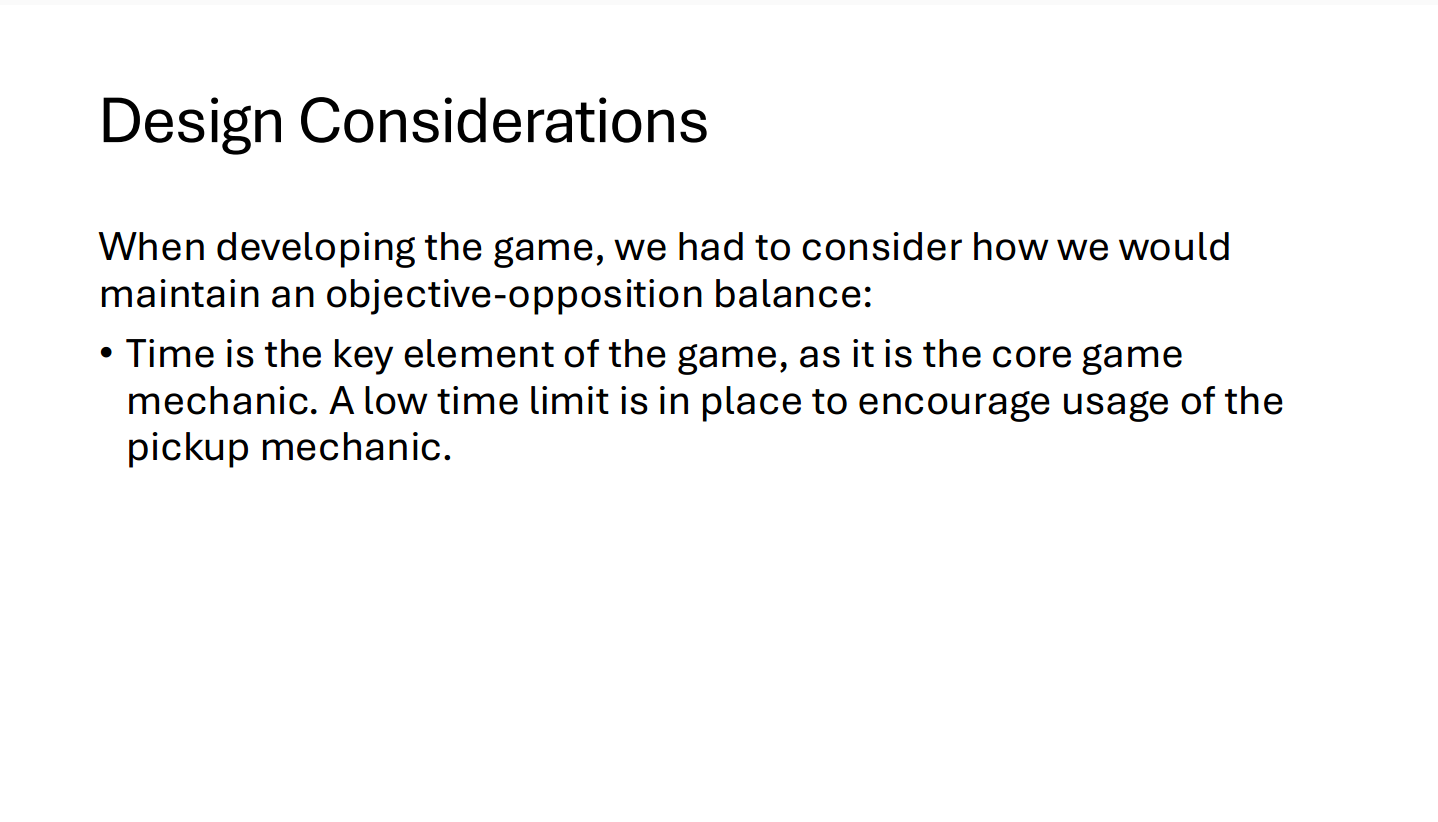 Design Considerations
When developing the game, we had to consider how we would
maintain an objective-opposition balance:
• Time is the key element of the game, as it is the core game
mechanic. A low time limit is in place to encourage usage of the
pickup mechanic.